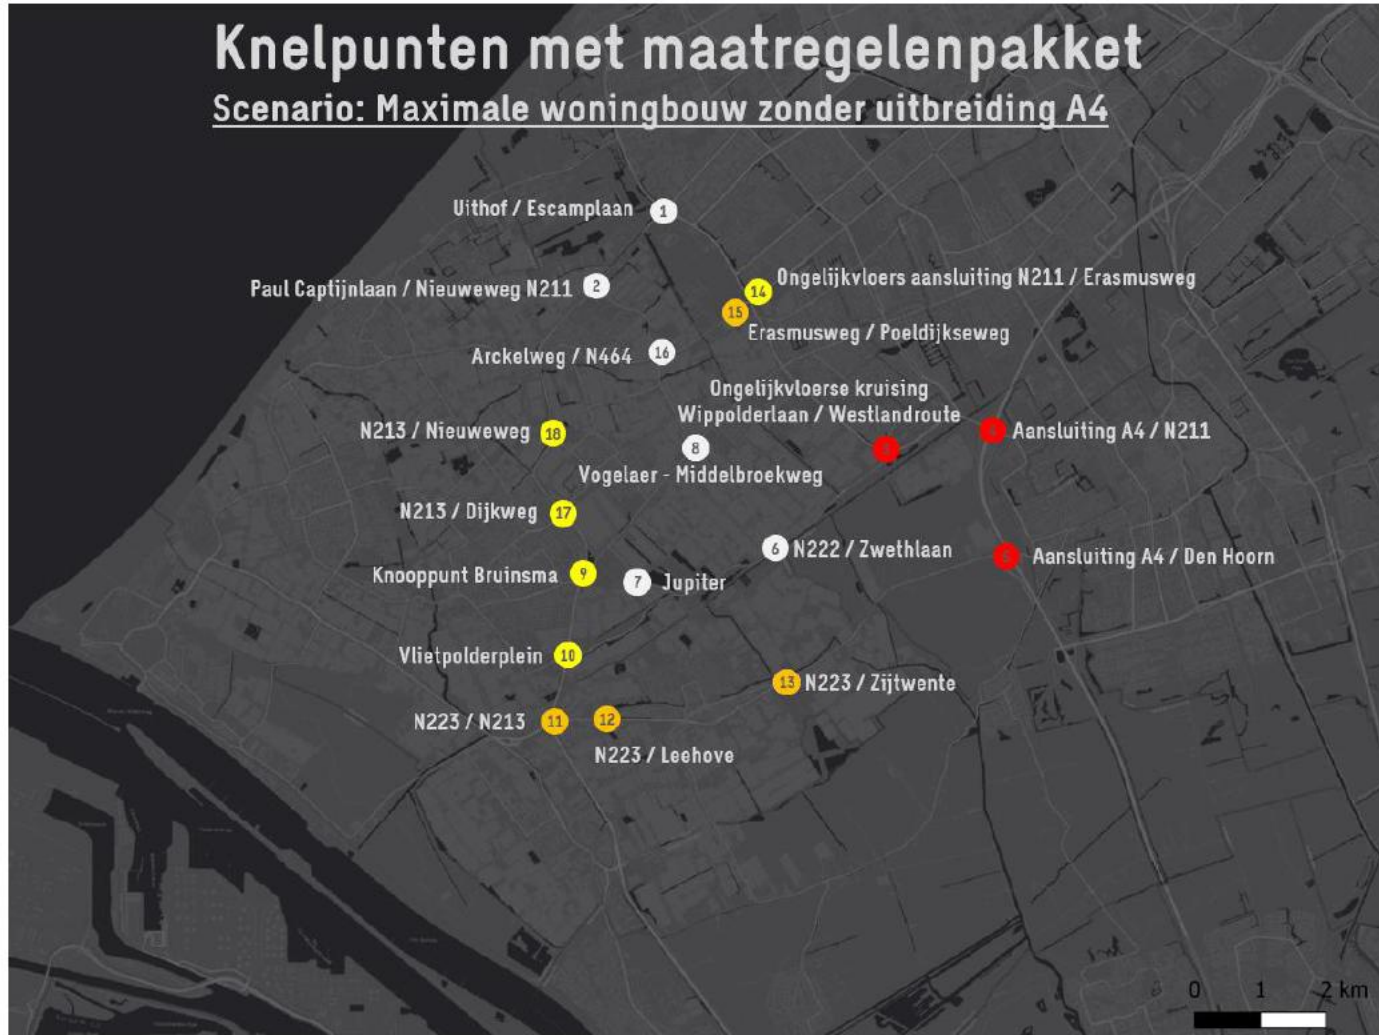 Knelpunten met maatregelenpakket
Scenario: Maximale woningbouw zonder uitbreiding A4
Uithof / Escamplaan 1
Paul Captijnlaan / Nieuweweg N211 2
14 Ongelijkvloers aansluiting N211 / Erasmusweg
15
Erasmusweg / Poeldijkseweg
Arckelweg / N464 16
Ongelijkvloerse kruising
Wippolderlaan / Westlandroute
N213 / Nieuweweg 18
Aansluiting A4 / N211
8
Vogelaer - Middelbroekweg
N213 / Dijkweg 17
6 N222 / Zwethlaan
5 Aansluiting A4 / Den Hoorn
Knooppunt Bruinsma 9
7 Jupiter
Vlietpolderplein 10
13 N223 / Zijtwente
N223 / N213 11
12
N223 / Leehove
0 1 2 km